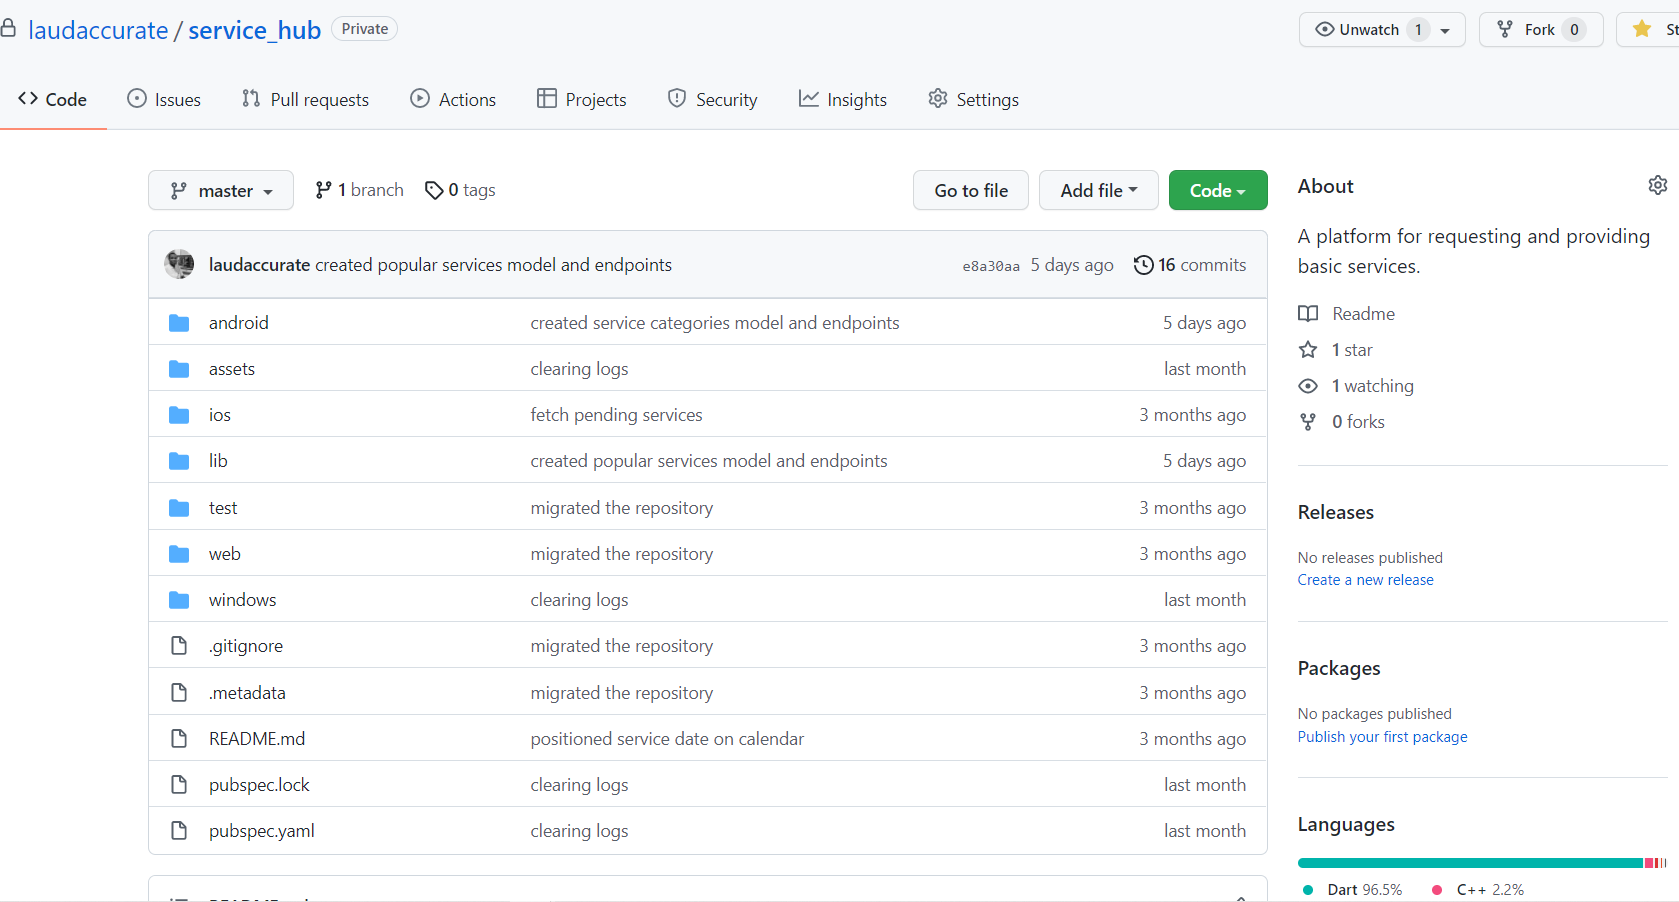 laudaccurate / service_hub Private
Unwatch 1 Fork 0
Code Issues Pull requests Actions Projects Security Insights Settings
master 1 branch 0 tags Go to file Add file Code
laudaccurate created popular services model and endpoints e8a30aa 5 days ago 16 commits
android created service categories model and endpoints 5 days ago
assets clearing logs last month
ios fetch pending services 3 months ago
lib created popular services model and endpoints 5 days ago
test migrated the repository 3 months ago
web migrated the repository 3 months ago
windows clearing logs last month
.gitignore migrated the repository 3 months ago
.metadata migrated the repository 3 months ago
README.md positioned service date on calendar 3 months ago
pubspec.lock clearing logs last month
pubspec.yaml clearing logs last month
About
A platform for requesting and providing
basic services.
Readme
1 star
1 watching
0 forks
Releases
No releases published
Create a new release
Packages
No packages published
Publish your first package
Languages
Dart 96.5% C++ 2.2%